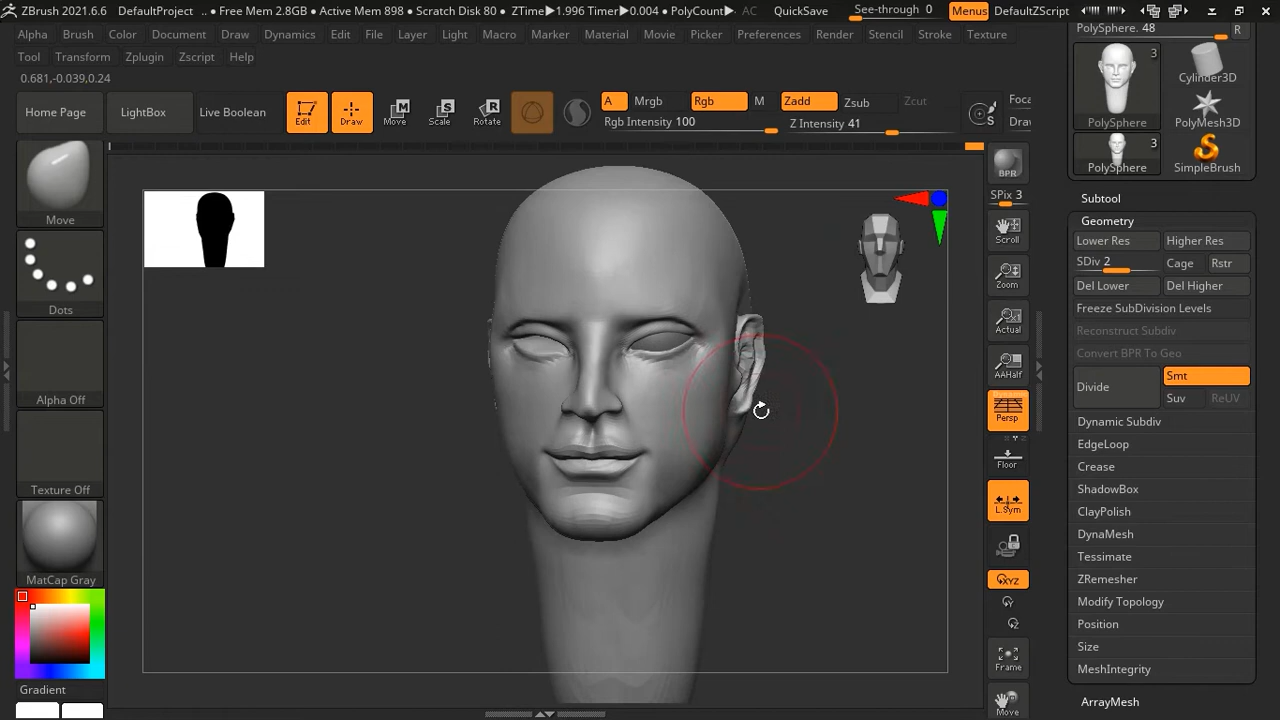 ZBrush 2021.6.6 DefaultProject .. • Free Mem 2.8GB • Active Mem 898 • Scratch Disk 80 • ZTime▶1.996 Timer▶0.004 • PolyCount▶ AC QuickSave See-through 0 Menus DefaultZScript
Alpha Brush Color Document Draw Dynamics Edit File Layer Light Macro Marker Material Movie Picker Preferences Render Stencil Stroke Texture
Tool Transform Zplugin Zscript Help
0.681,-0.039,0.24
Home Page LightBox Live Boolean Edit Draw Move Scale Rotate
A Mrgb Rgb M Zadd Zsub Zcut Foca
Rgb Intensity 100 Z Intensity 41 Draw
M S R S
Move
Dots
Alpha Off
Texture Off
MatCap Gray
Gradient
BPR
SPix 3
Scroll
Zoom
Actual
AAHalf
Persp
Floor
L.Sym
XYZ
Y
Z
Frame
Move
PolySphere. 48 R
3
Cylinder3D
PolySphere PolyMesh3D
3
PolySphere SimpleBrush
Subtool
Geometry
Lower Res Higher Res
SDiv 2 Cage Rstr
Del Lower Del Higher
Freeze SubDivision Levels
Reconstruct Subdiv
Convert BPR To Geo
Divide Smt
Suv ReUV
Dynamic Subdiv
EdgeLoop
Crease
ShadowBox
ClayPolish
DynaMesh
Tessimate
ZRemesher
Modify Topology
Position
Size
MeshIntegrity
ArrayMesh